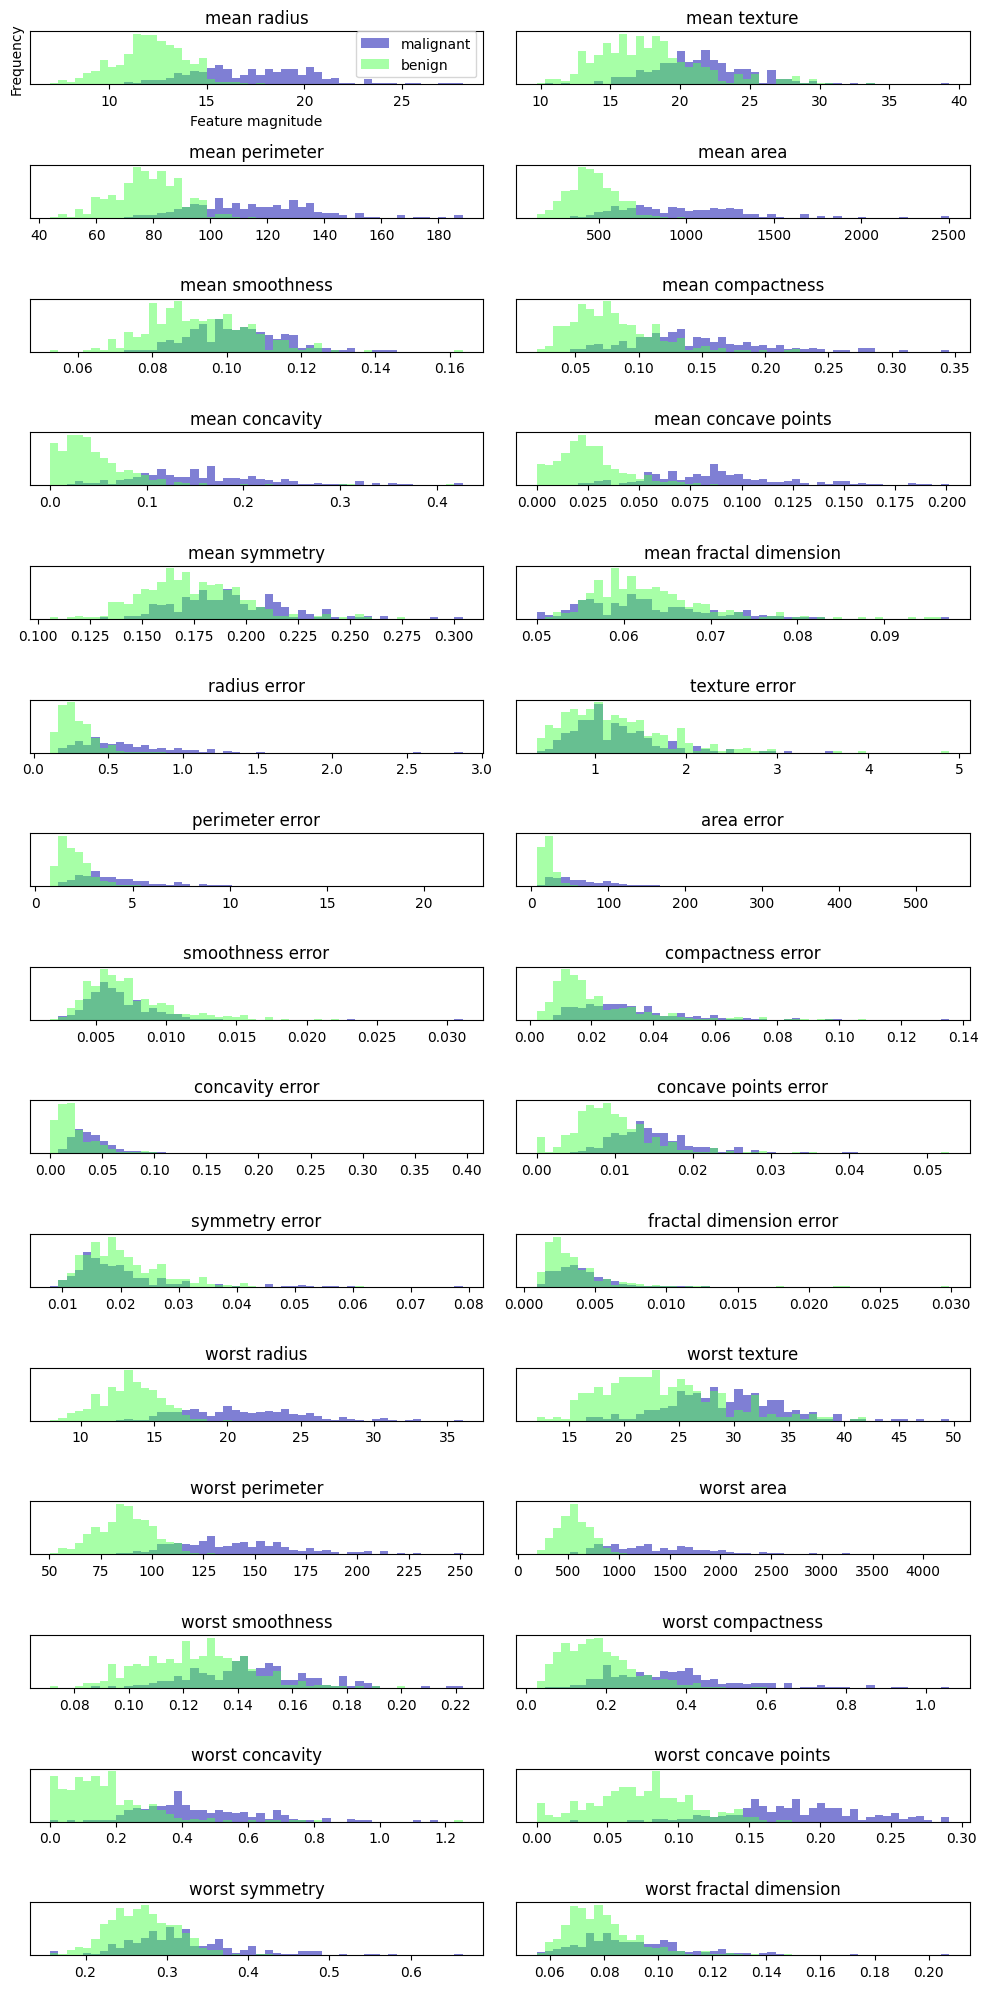 mean radius
mean texture
Frequency
malignant
benign
10 15 20 25
Feature magnitude
10 15 20 25 30 35 40
mean perimeter
mean area
40 60 80 100 120 140 160 180
500 1000 1500 2000 2500
mean smoothness
mean compactness
0.06 0.08 0.10 0.12 0.14 0.16
0.05 0.10 0.15 0.20 0.25 0.30 0.35
mean concavity
mean concave points
0.0 0.1 0.2 0.3 0.4
0.000 0.025 0.050 0.075 0.100 0.125 0.150 0.175 0.200
mean symmetry
mean fractal dimension
0.100 0.125 0.150 0.175 0.200 0.225 0.250 0.275 0.300
0.05 0.06 0.07 0.08 0.09
radius error
texture error
0.0 0.5 1.0 1.5 2.0 2.5 3.0
1 2 3 4 5
perimeter error
area error
0 5 10 15 20
0 100 200 300 400 500
smoothness error
compactness error
0.005 0.010 0.015 0.020 0.025 0.030
0.00 0.02 0.04 0.06 0.08 0.10 0.12 0.14
concavity error
concave points error
0.00 0.05 0.10 0.15 0.20 0.25 0.30 0.35 0.40
0.00 0.01 0.02 0.03 0.04 0.05
symmetry error
fractal dimension error
0.01 0.02 0.03 0.04 0.05 0.06 0.07 0.08
0.000 0.005 0.010 0.015 0.020 0.025 0.030
worst radius
worst texture
10 15 20 25 30 35
15 20 25 30 35 40 45 50
worst perimeter
worst area
50 75 100 125 150 175 200 225 250
0 500 1000 1500 2000 2500 3000 3500 4000
worst smoothness
worst compactness
0.08 0.10 0.12 0.14 0.16 0.18 0.20 0.22
0.0 0.2 0.4 0.6 0.8 1.0
worst concavity
worst concave points
0.0 0.2 0.4 0.6 0.8 1.0 1.2
0.00 0.05 0.10 0.15 0.20 0.25 0.30
worst symmetry
worst fractal dimension
0.2 0.3 0.4 0.5 0.6
0.06 0.08 0.10 0.12 0.14 0.16 0.18 0.20